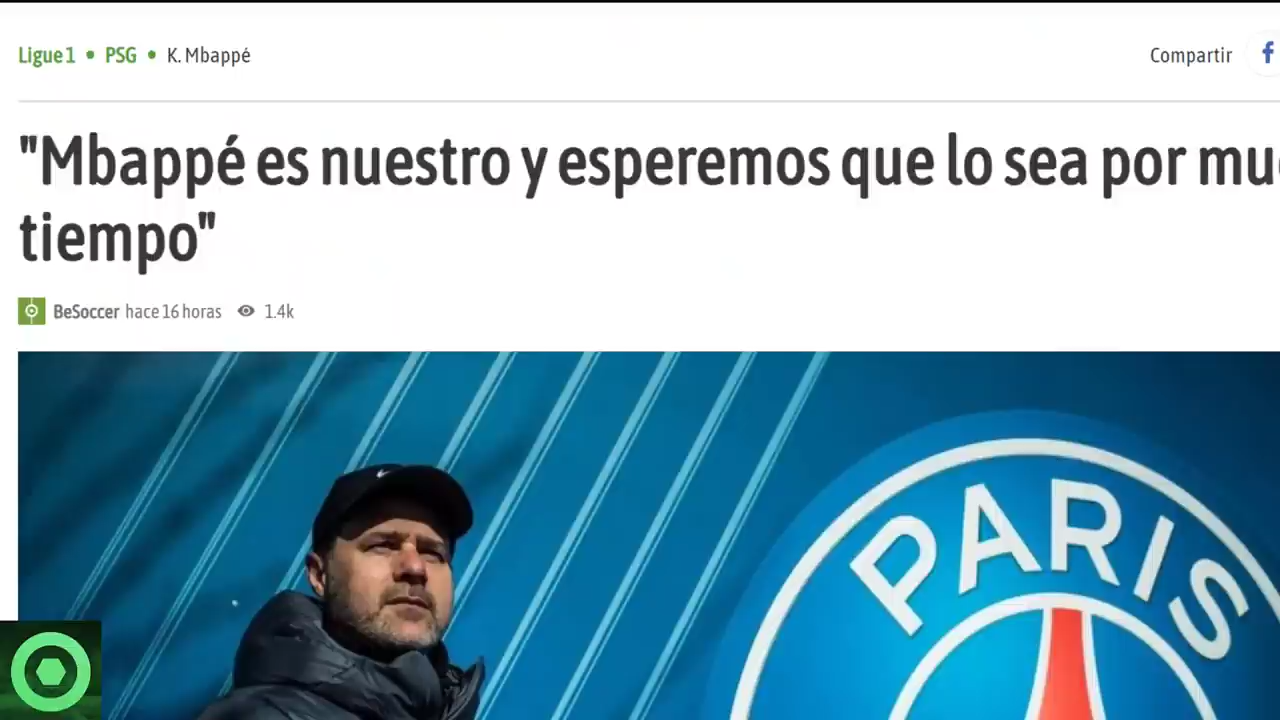 Ligue 1 • PSG • K. Mbappé
Compartir
"Mbappé es nuestro y esperemos que lo sea por
tiempo"
BeSoccer hace 16 horas 1.4k
PARIS